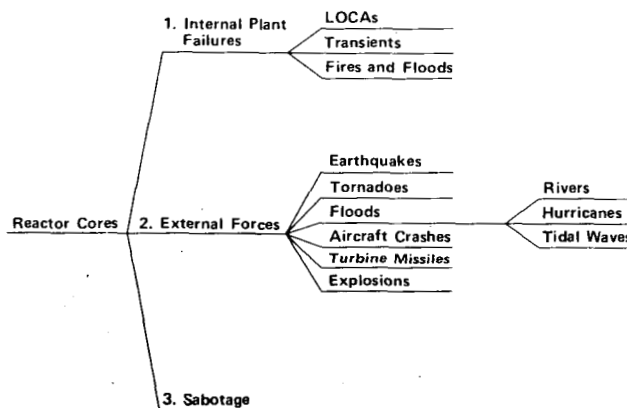 LOCAs
1. Internal Plant
Failures
Transients
Fires and Floods
Earthquakes
Tornadoes
Rivers
Reactor Cores
2. External Forces
Floods
Hurricanes
Aircraft Crashes
Tidal Waves
Turbine Missiles
Explosions
3. Sabotage